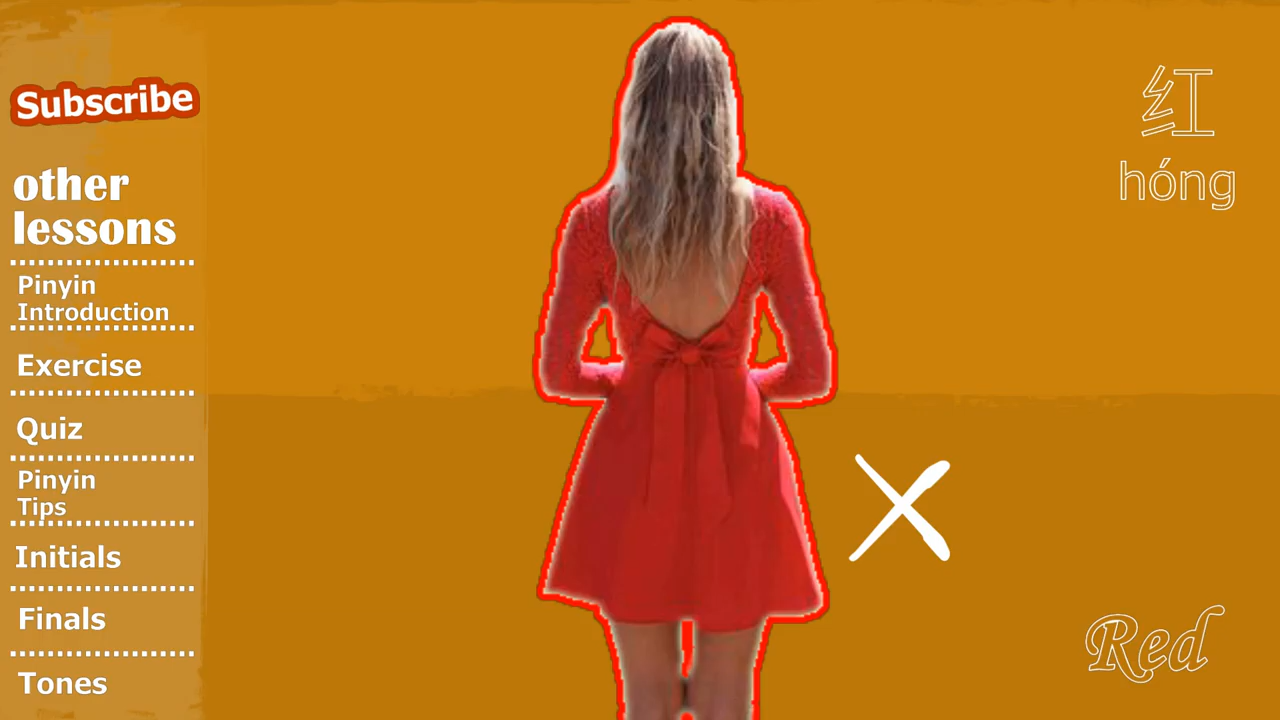 Subscribe
other
lessons
Pinyin
Introduction
Exercise
Quiz
Pinyin
Tips
Initials
Finals
Tones
红
hóng
Red